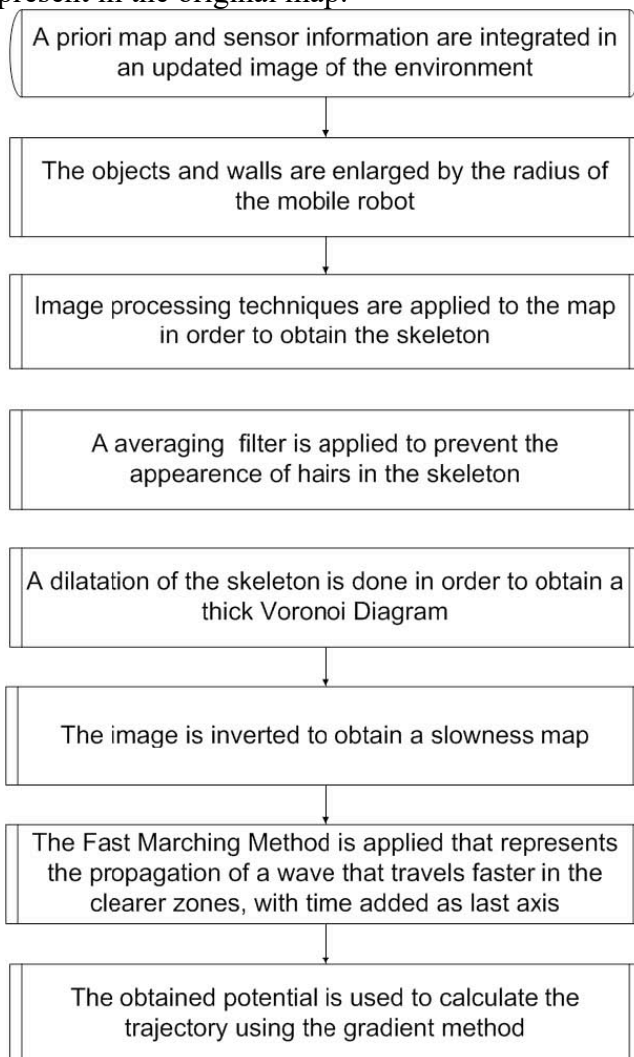 present in the original map.
A priori map and sensor information are integrated in
an updated image of the environment
The objects and walls are enlarged by the radius of
the mobile robot
Image processing techniques are applied to the map
in order to obtain the skeleton
A averaging filter is applied to prevent the
appearence of hairs in the skeleton
A dilatation of the skeleton is done in order to obtain a
thick Voronoi Diagram
The image is inverted to obtain a slowness map
The Fast Marching Method is applied that represents
the propagation of a wave that travels faster in the
clearer zones, with time added as last axis
The obtained potential is used to calculate the
trajectory using the gradient method